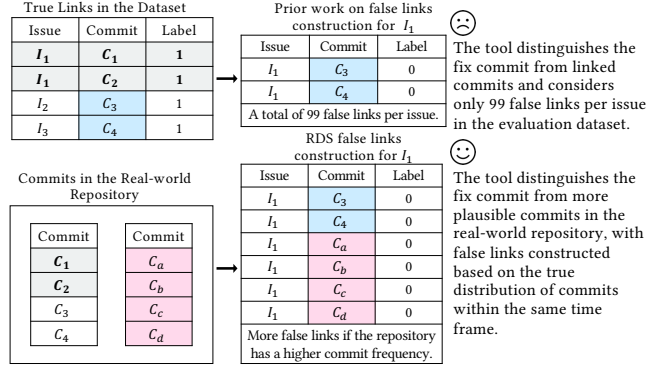 True Links in the Dataset
Issue Commit Label
I1 C1 1
I1 C2 1
I2 C3 1
I3 C4 1
Prior work on false links
construction for I1
Issue Commit Label
I1 C3 0
I1 C4 0
A total of 99 false links per issue.
The tool distinguishes the
fix commit from linked
commits and considers
only 99 false links per issue
in the evaluation dataset.
Commits in the Real-world
Repository
Commit Commit
C1 Ca
C2 Cb
C3 Cc
C4 Cd
RDS false links
construction for I1
Issue Commit Label
I1 C3 0
I1 C4 0
I1 Ca 0
I1 Cb 0
I1 Cc 0
I1 Cd 0
More false links if the repository
has a higher commit frequency.
The tool distinguishes the
fix commit from more
plausible commits in the
real-world repository, with
false links constructed
based on the true
distribution of commits
within the same time
frame.